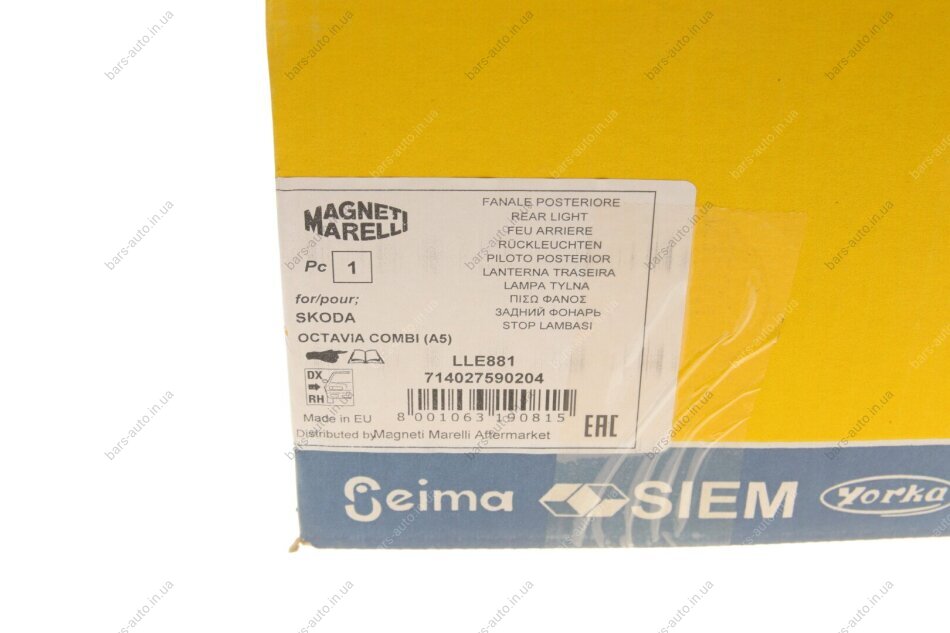 MAGNETI
MARELLI
Pc 1
for/pour;
SKODA
OCTAVIA COMBI (A5)
FANALE POSTERIORE
REAR LIGHT
FEU ARRIERE
RÜCKLEUCHTEN
PILOTO POSTERIOR
LANTERNA TRASEIRA
LAMPA TYLNA
ΠΙΣΩ ΦΑΝΟΣ
ЗАДНИЙ ФОНАРЬ
STOP LAMBASI
LLE881
714027590204
DX
RH
8 001063 190815
EAC
Made in EU
Distributed by Magneti Marelli Aftermarket
Seima SIEM Yorka
bars-auto.in.ua